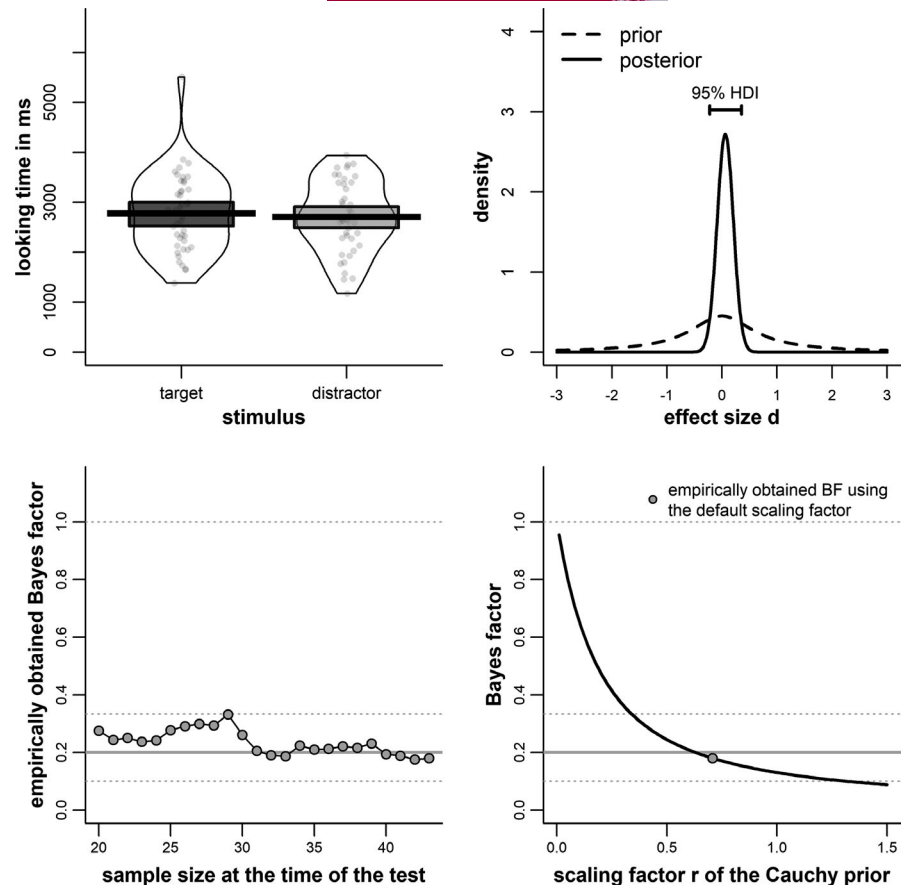 looking time in ms
0
1000
3000
5000
target
distractor
stimulus
density
0
1
2
3
4
prior
posterior
95% HDI
-3
-2
-1
0
1
2
3
effect size d
empirically obtained Bayes factor
0.0
0.2
0.4
0.6
0.8
1.0
20
25
30
35
40
sample size at the time of the test
Bayes factor
0.0
0.2
0.4
0.6
0.8
1.0
empirically obtained BF using
the default scaling factor
0.0
0.5
1.0
1.5
scaling factor r of the Cauchy prior